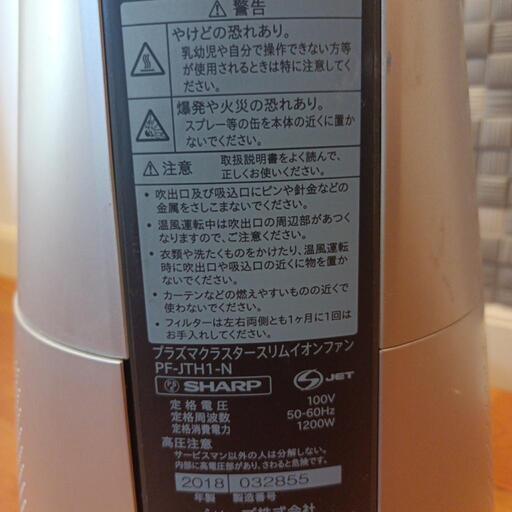 ⚠警告
やけどの恐れあり。
乳幼児や自分で操作できない方等
が使用されるときは特に注意してく
ださい。
爆発や火災の恐れあり。
スプレー等の缶を本体の近くに置か
ないでください。
⚠注意 取扱説明書をよく読んで、
正しくお使いください。
•吹出口及び吸込口にピンや針金などの
金属をさしこまないでください。
•温風運転中は吹出口の周辺部があつく
なりますので、ご注意ください。
•衣類や洗たくものをかけたり、温風運転
時に吹出口や吸込口の近くに物を置か
ないでください。
•カーテンなどの燃えやすいものの近くで
使わないでください。
•フィルターは左右両側とも1ヶ月に1回は
お手入れしてください。
プラズマクラスタースリムイオンファン
PF-JTH1-N
PSE SHARP JET
定格電圧 100V
定格周波数 50-60Hz
定格消費電力 1200W
高圧注意
サービスマン以外の人は分解しない。
内部に高電圧部があり、さわると危険です。
2018 032855
年製 製造番号
シャープ株式会社